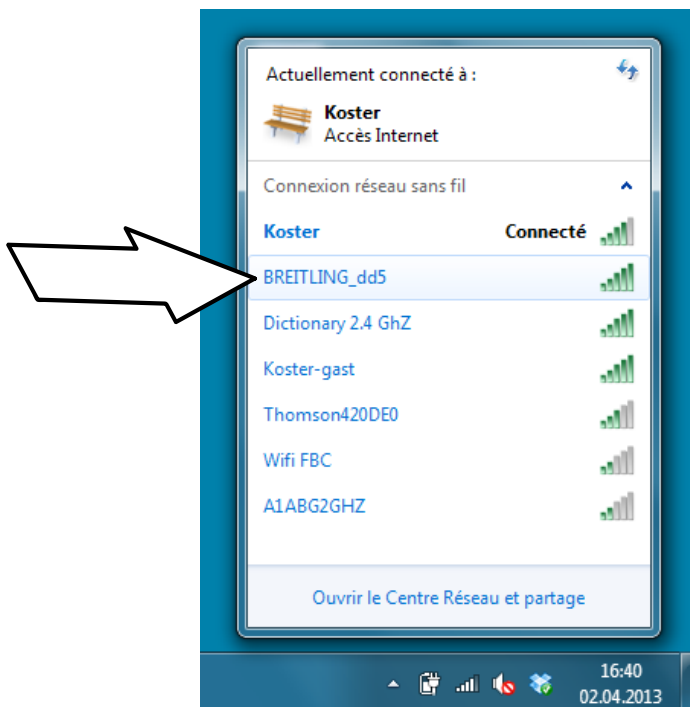 Actuellement connecté à :
Koster
Accès Internet
Connexion réseau sans fil
Koster Connecté
BREITLING_dd5
Dictionary 2.4 GhZ
Koster-gast
Thomson420DE0
Wifi FBC
A1ABG2GHZ
Ouvrir le Centre Réseau et partage
16:40
02.04.2013